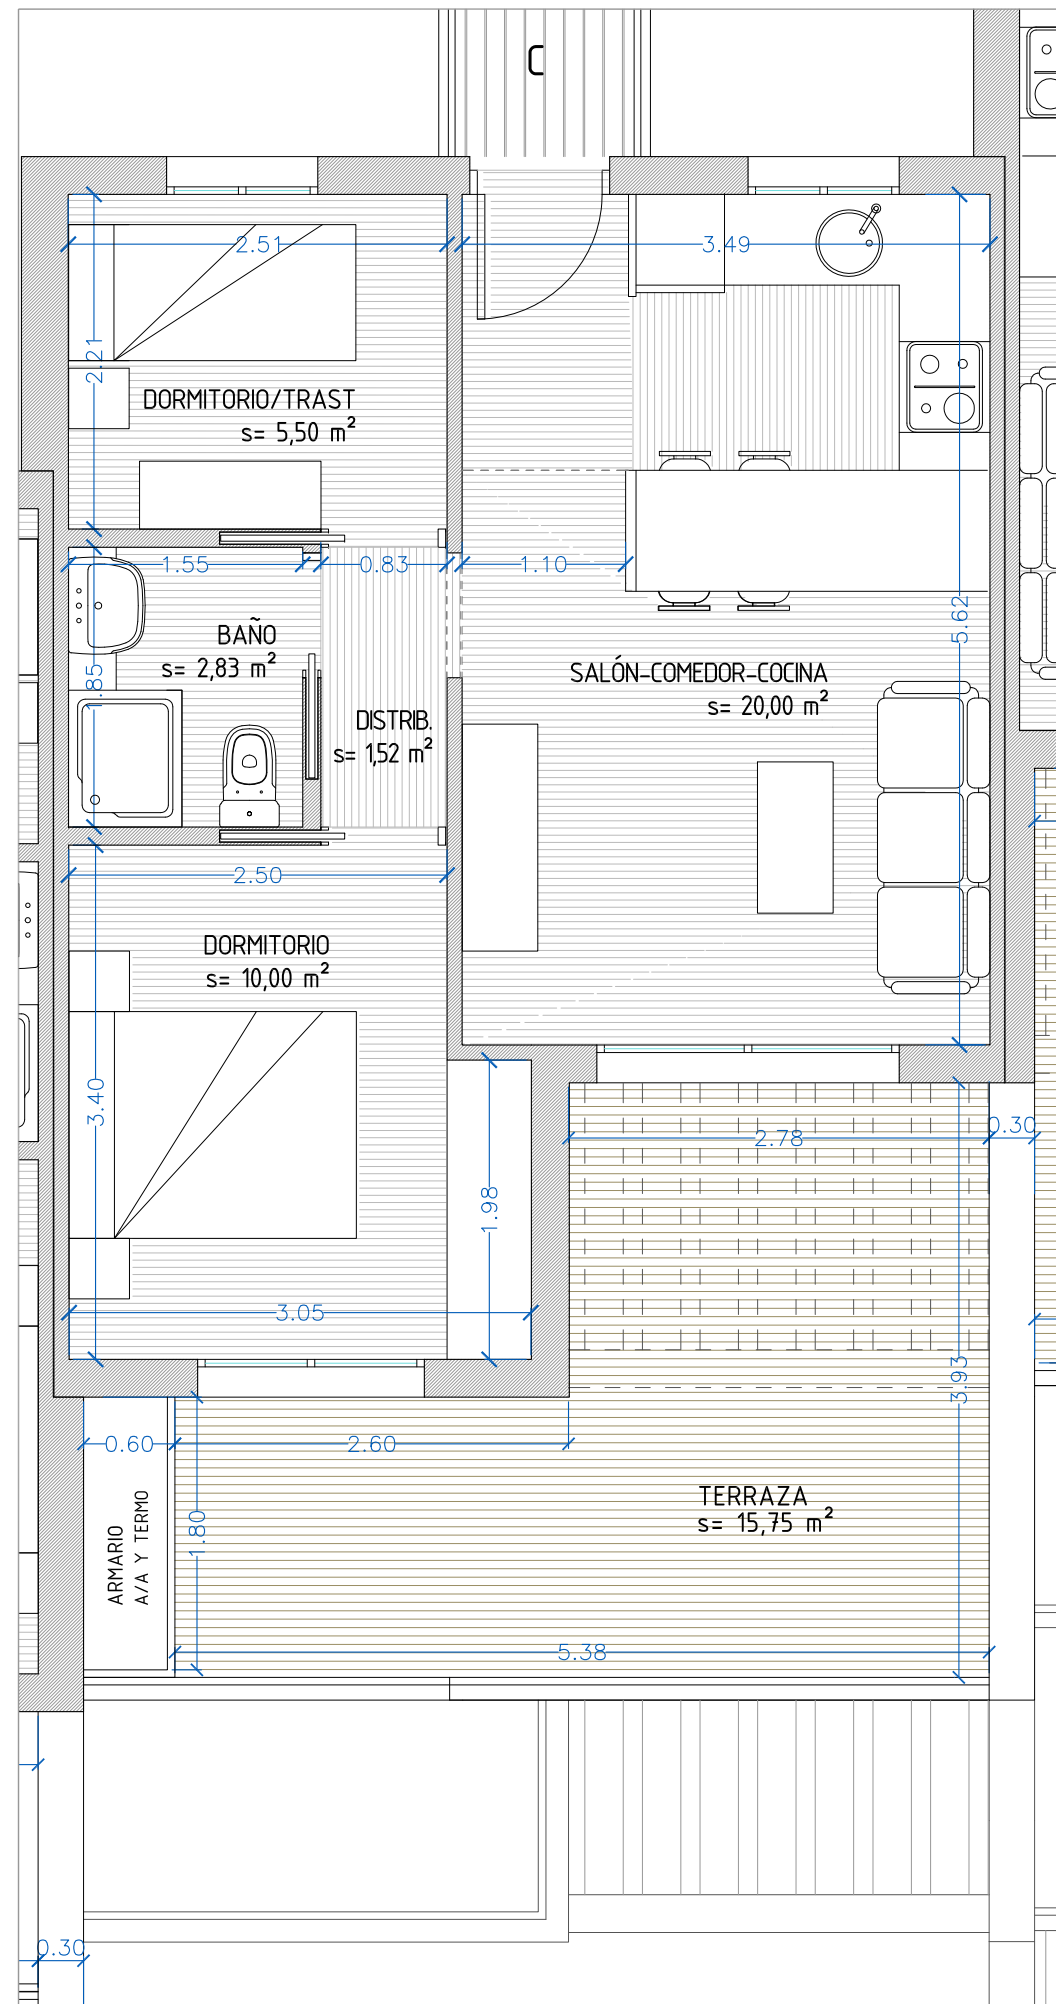 2.51
3.49
2.21
DORMITORIO/TRAST
s= 5,50 m²
1.55
0.83
1.10
5.62
BAÑO
s= 2,83 m²
1.85
SALÓN-COMEDOR-COCINA
s= 20,00 m²
DISTRIB.
s= 1,52 m²
2.50
DORMITORIO
s= 10,00 m²
3.40
2.78
0.30
1.98
3.05
3.93
0.60
2.60
TERRAZA
s= 15,75 m²
1.80
ARMARIO
A/A Y TERMO
5.38
0.30